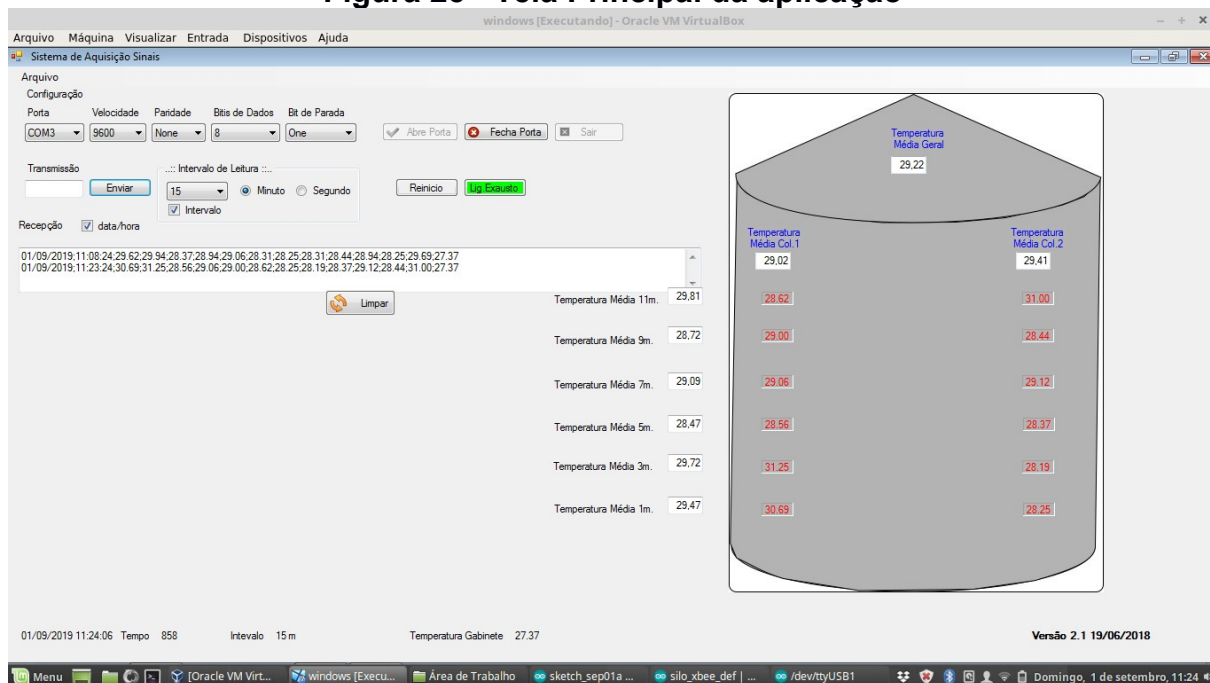 windows [Executando] - Oracle VM VirtualBox
Arquivo Máquina Visualizar Entrada Dispositivos Ajuda
Sistema de Aquisição Sinais
Arquivo
Configuração
Porta Velocidade Paridade Bitis de Dados Bit de Parada
COM3 9600 None 8 One Abre Porta Fecha Porta Sair
Transmissão ..:: Intervalo de Leitura ::..
Enviar 15 Minuto Segundo Reinicio Lig.Exausto
Intervalo
Recepção data/hora
01/09/2019;11:08:24;29.62;29.94;28.37;28.94;29.06;28.31;28.25;28.31;28.44;28.94;28.25;29.69;27.37
01/09/2019;11:23:24;30.69;31.25;28.56;29.06;29.00;28.62;28.25;28.19;28.37;29.12;28.44;31.00;27.37
Limpar
Temperatura
Média Geral
29,22
Temperatura
Média Col.1
29,02
Temperatura
Média Col.2
29,41
Temperatura Média 11m. 29,81 28.62 31.00
Temperatura Média 9m. 28,72 29.00 28.44
Temperatura Média 7m. 29,09 29.06 29.12
Temperatura Média 5m. 28,47 28.56 28.37
Temperatura Média 3m. 29,72 31.25 28.19
Temperatura Média 1m. 29,47 30.69 28.25
01/09/2019 11:24:06 Tempo 858 Intevalo 15 m Temperatura Gabinete 27.37 Versão 2.1 19/06/2018
Menu [Oracle VM Virt... windows [Execu... Área de Trabalho sketch_sep01a ... silo_xbee_def | ... /dev/ttyUSB1 Domingo, 1 de setembro, 11:24